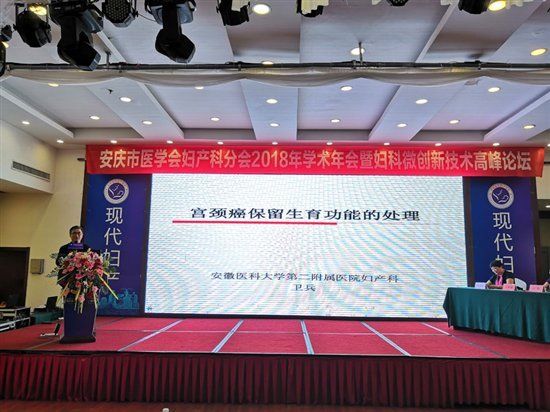 安庆市医学会妇产科分会2018年学术年会暨妇科微创新技术高峰论坛
宫颈癌保留生育功能的处理
安徽医科大学第二附属医院妇产科
卫兵
现代妇产
现代妇